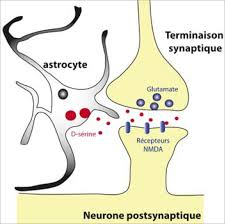 Terminaison
synaptique
astrocyte
Glutamate
D-sérine
Récepteurs
NMDA
Neurone postsynaptique